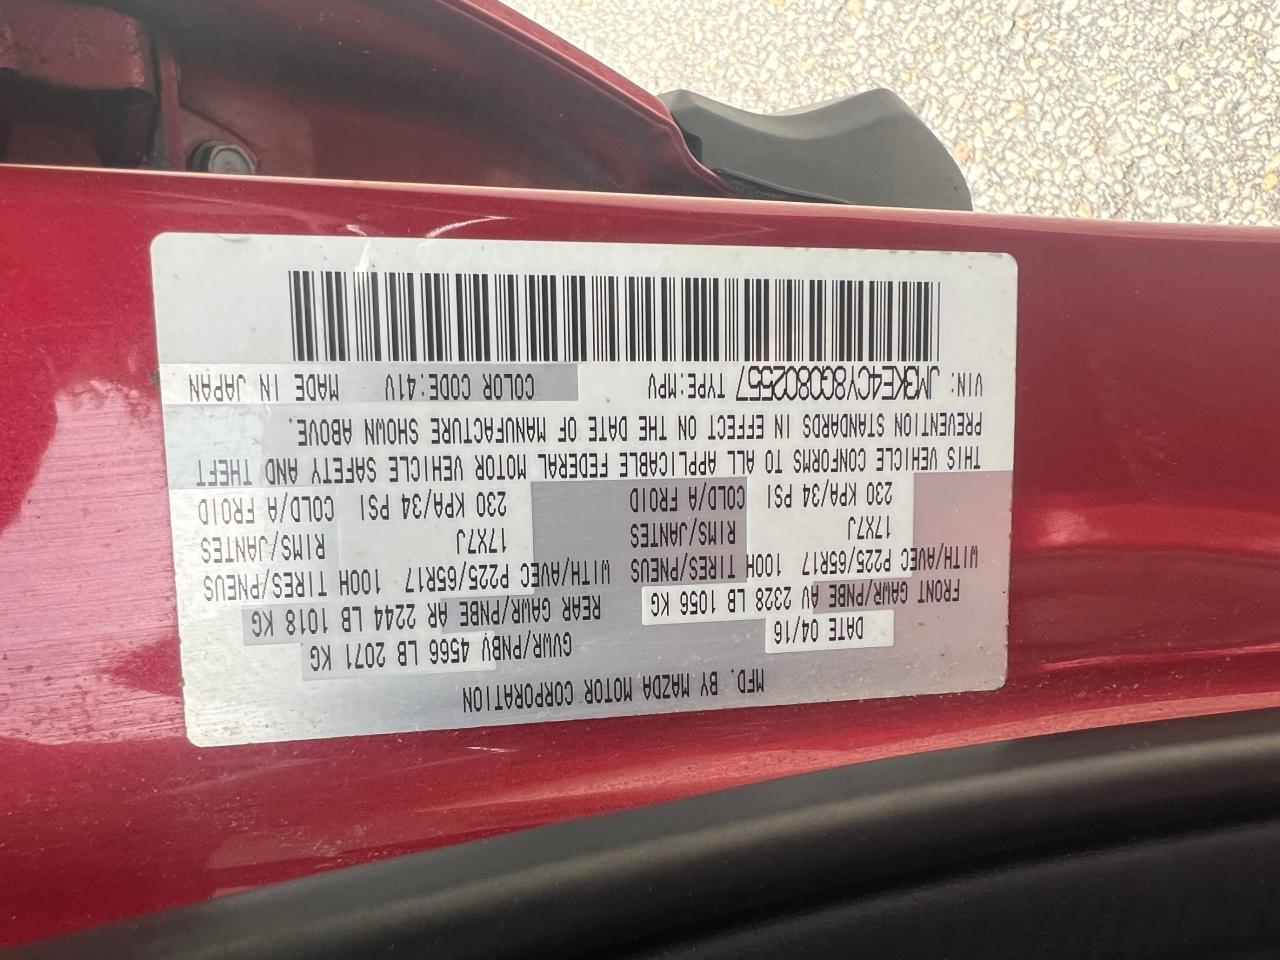 MFD. BY MAZDA MOTOR CORPORATION
DATE 04/16 GVWR/PNBV 4566 LB 2071 KG
FRONT GAWR/PNBE AV 2328 LB 1056 KG REAR GAWR/PNBE AR 2244 LB 1018 KG
WITH/AVEC P225/65R17 100H TIRES/PNEUS WITH/AVEC P225/65R17 100H TIRES/PNEUS
17X7J RIMS/JANTES 17X7J RIMS/JANTES
230 KPA/34 PSI COLD/A FROID 230 KPA/34 PSI COLD/A FROID
THIS VEHICLE CONFORMS TO ALL APPLICABLE FEDERAL MOTOR VEHICLE SAFETY AND THEFT
PREVENTION STANDARDS IN EFFECT ON THE DATE OF MANUFACTURE SHOWN ABOVE.
VIN: JM3KE4CY8G0802557 TYPE:MPV COLOR CODE:41V MADE IN JAPAN